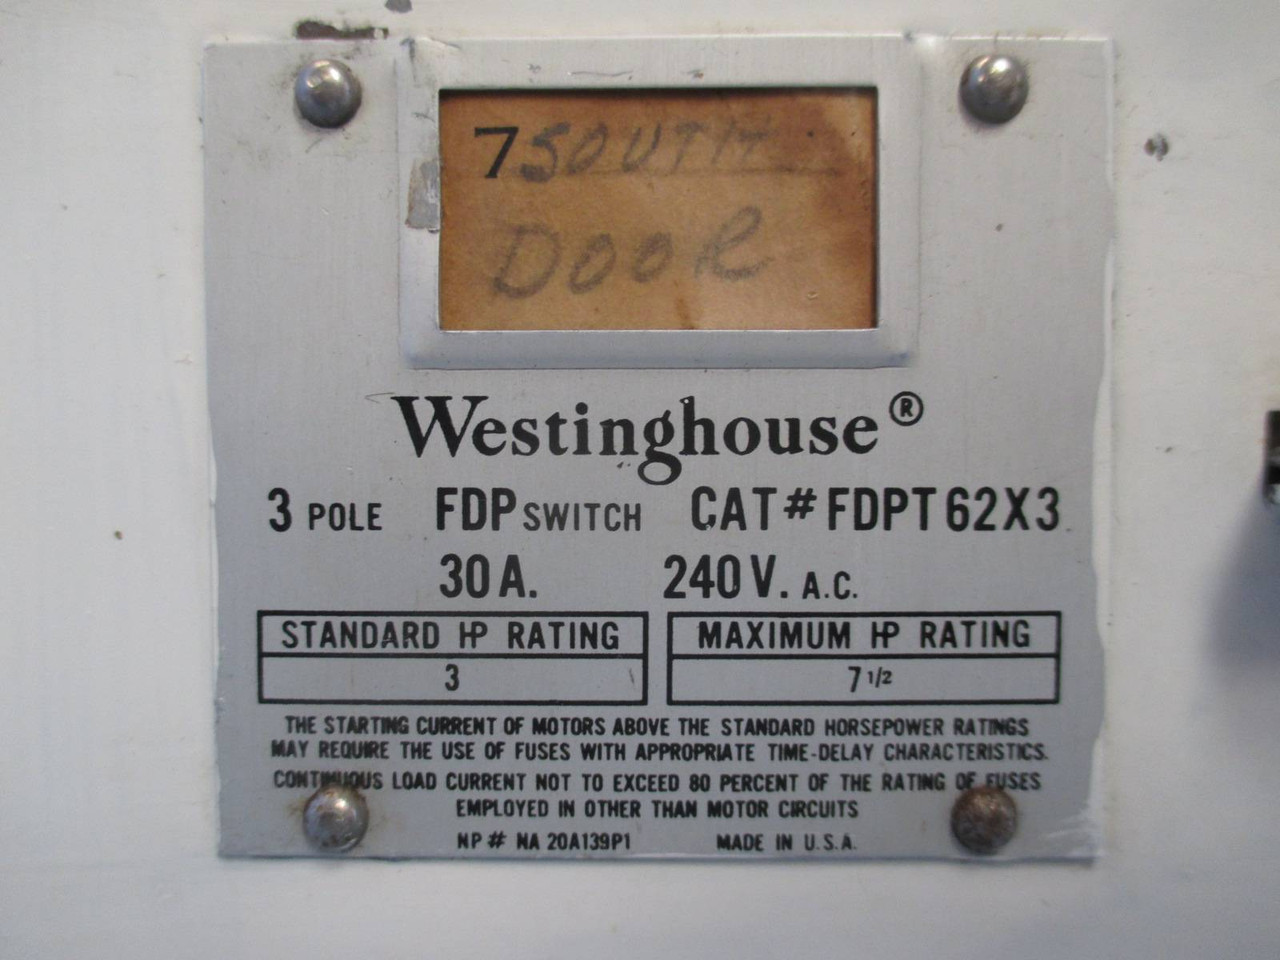 7 SOUTH
DOOR
Westinghouse®
3 POLE FDP SWITCH CAT# FDPT62X3
30 A. 240 V. A.C.
STANDARD HP RATING MAXIMUM HP RATING
3 7 1/2
THE STARTING CURRENT OF MOTORS ABOVE THE STANDARD HORSEPOWER RATINGS
MAY REQUIRE THE USE OF FUSES WITH APPROPRIATE TIME-DELAY CHARACTERISTICS.
CONTINUOUS LOAD CURRENT NOT TO EXCEED 80 PERCENT OF THE RATING OF FUSES
EMPLOYED IN OTHER THAN MOTOR CIRCUITS
NP# NA 20A139P1 MADE IN U.S.A.